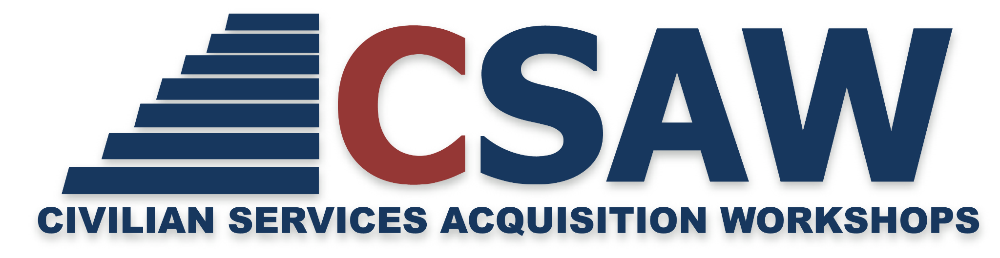 CSAW
CIVILIAN SERVICES ACQUISITION WORKSHOPS